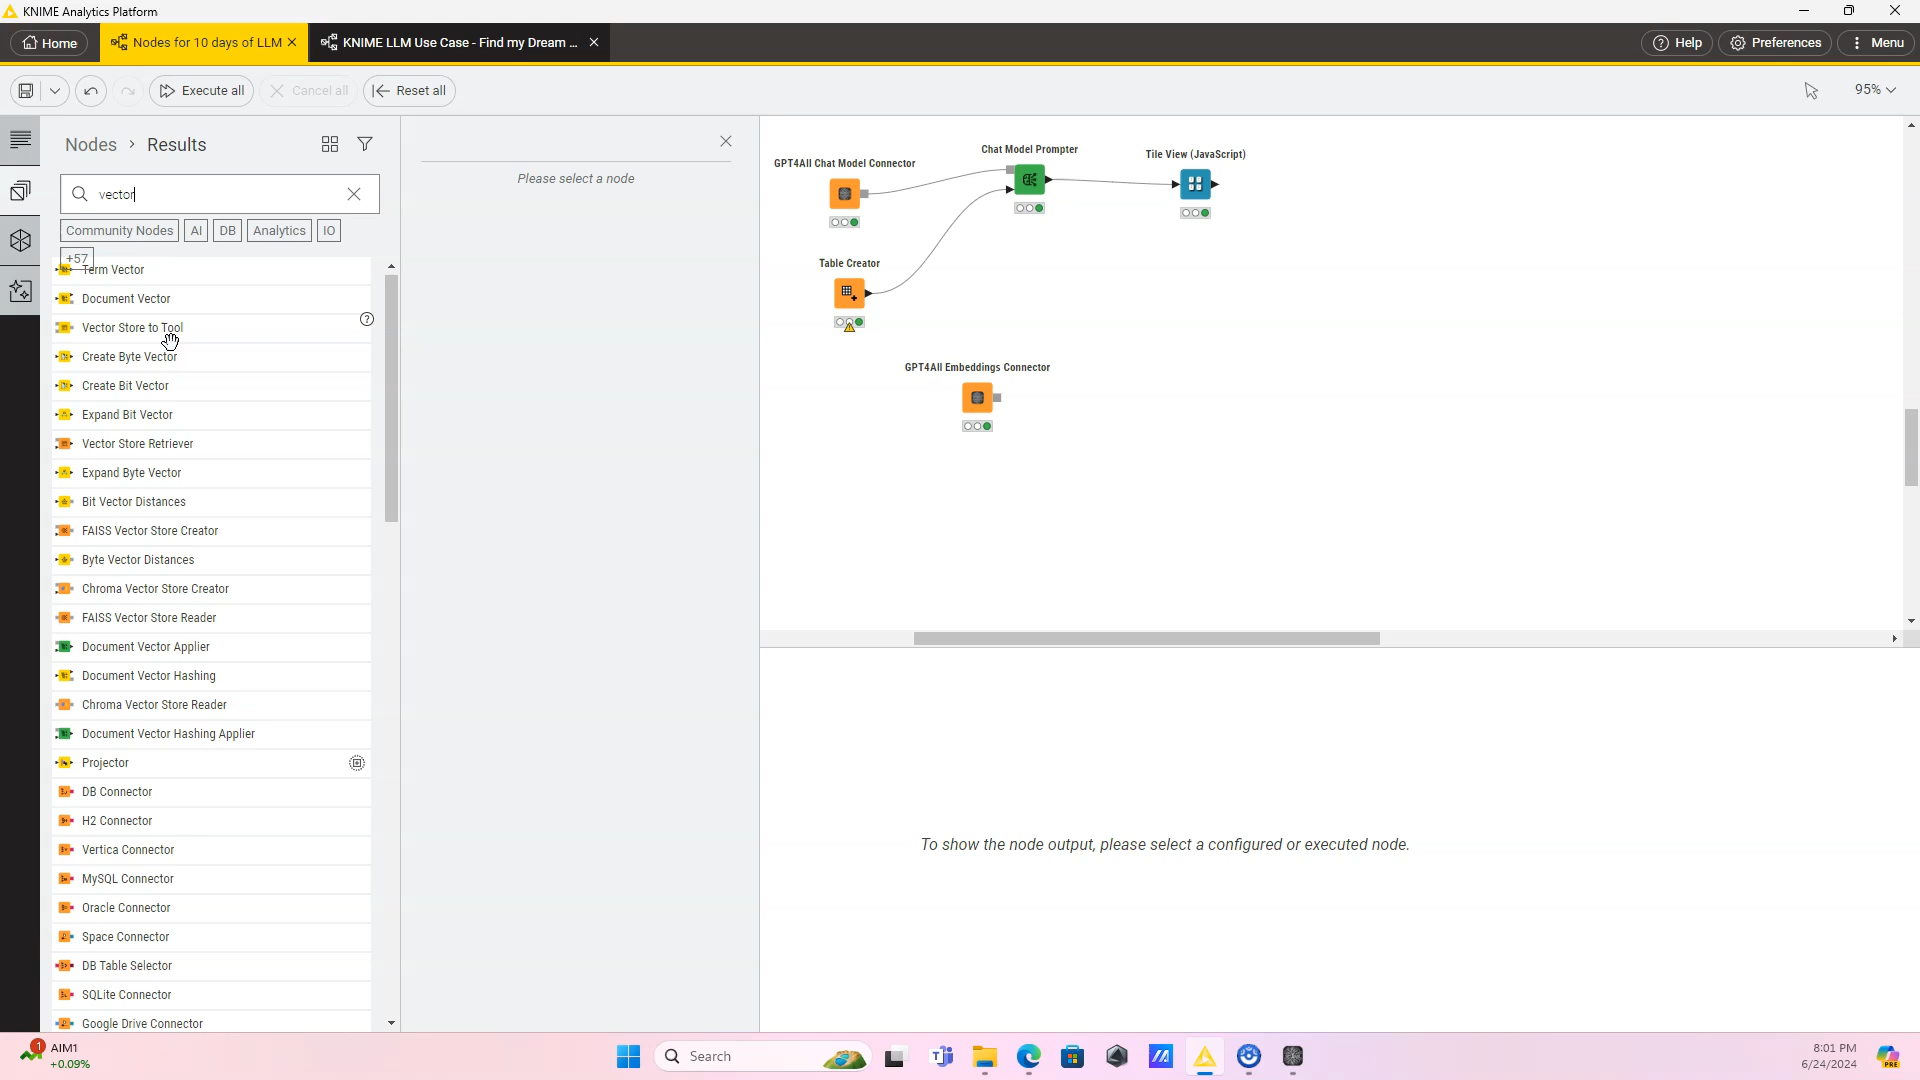 KNIME Analytics Platform
Home
Nodes for 10 days of LLM
KNIME LLM Use Case - Find my Dream ...
Help
Preferences
Menu
Execute all
Cancel all
Reset all
95%
Nodes > Results
vector
Community Nodes
AI
DB
Analytics
IO
+57
Term Vector
Document Vector
Vector Store to Tool
Create Byte Vector
Create Bit Vector
Expand Bit Vector
Vector Store Retriever
Expand Byte Vector
Bit Vector Distances
FAISS Vector Store Creator
Byte Vector Distances
Chroma Vector Store Creator
FAISS Vector Store Reader
Document Vector Applier
Document Vector Hashing
Chroma Vector Store Reader
Document Vector Hashing Applier
Projector
DB Connector
H2 Connector
Vertica Connector
MySQL Connector
Oracle Connector
Space Connector
DB Table Selector
SQLite Connector
Google Drive Connector
Please select a node
GPT4All Chat Model Connector
Chat Model Prompter
Tile View (JavaScript)
Table Creator
GPT4All Embeddings Connector
To show the node output, please select a configured or executed node.
1
AIM1
+0.09%
Search
8:01 PM
6/24/2024
PRE